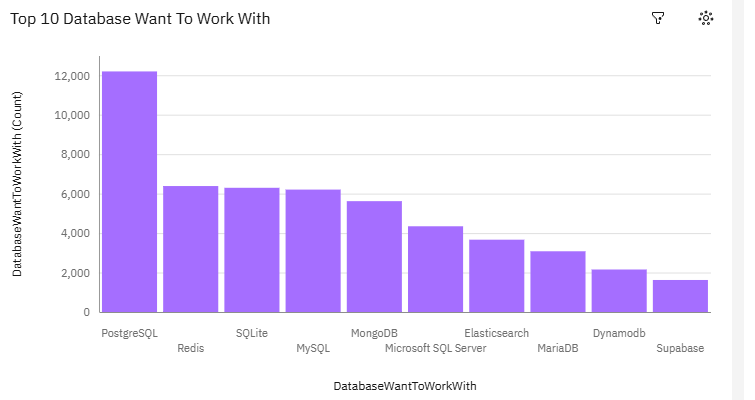 Top 10 Database Want To Work With
DatabaseWantToWorkWith (Count)
12,000
10,000
8,000
6,000
4,000
2,000
0
PostgreSQL
Redis
SQLite
MySQL
MongoDB
Microsoft SQL Server
Elasticsearch
MariaDB
Dynamodb
Supabase
DatabaseWantToWorkWith